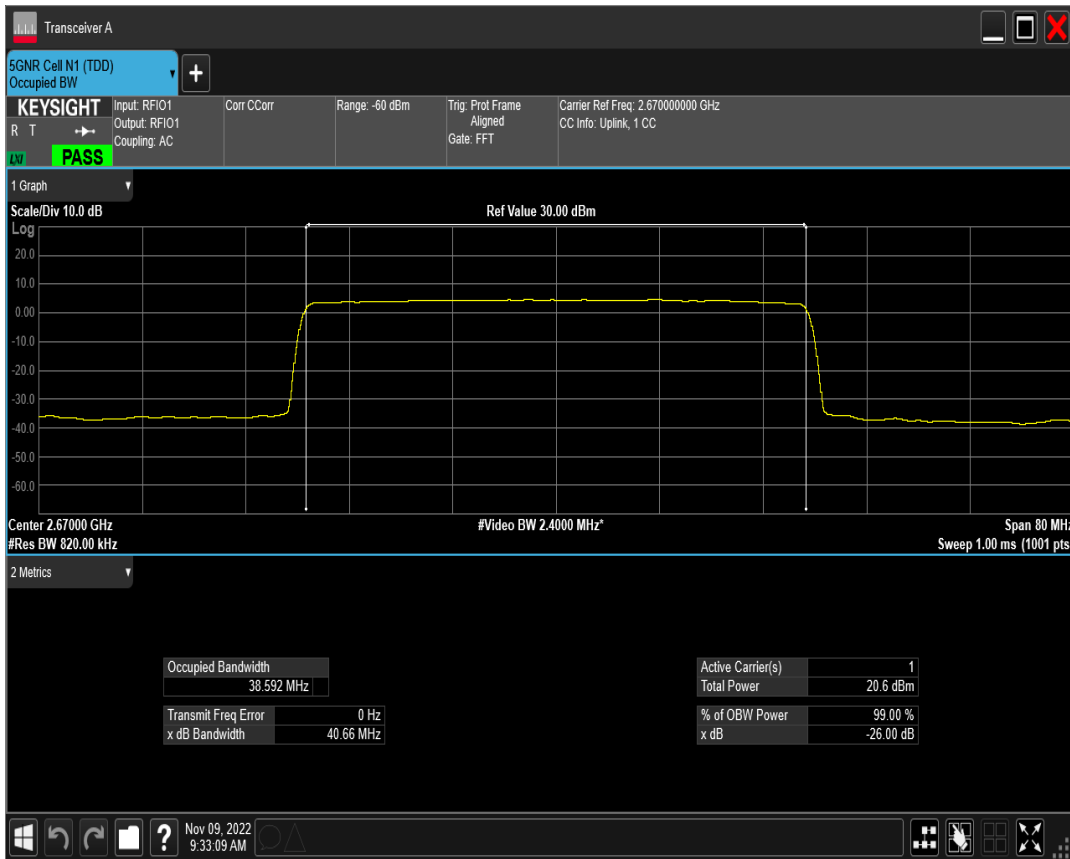 Transceiver A
5GNR Cell N1 (TDD)
Occupied BW
+
KEYSIGHT
R T
LXI
PASS
Input: RFIO1
Output: RFIO1
Coupling: AC
Corr CCorr
Range: -60 dBm
Trig: Prot Frame
Aligned
Gate: FFT
Carrier Ref Freq: 2.670000000 GHz
CC Info: Uplink, 1 CC
1 Graph
Scale/Div 10.0 dB
Ref Value 30.00 dBm
Log
20.0
10.0
0.00
-10.0
-20.0
-30.0
-40.0
-50.0
-60.0
Center 2.67000 GHz
#Video BW 2.4000 MHz*
Span 80 MHz
#Res BW 820.00 kHz
Sweep 1.00 ms (1001 pts
2 Metrics
Occupied Bandwidth
38.592 MHz
Transmit Freq Error 0 Hz
x dB Bandwidth 40.66 MHz
Active Carrier(s) 1
Total Power 20.6 dBm
% of OBW Power 99.00 %
x dB -26.00 dB
?
Nov 09, 2022
9:33:09 AM